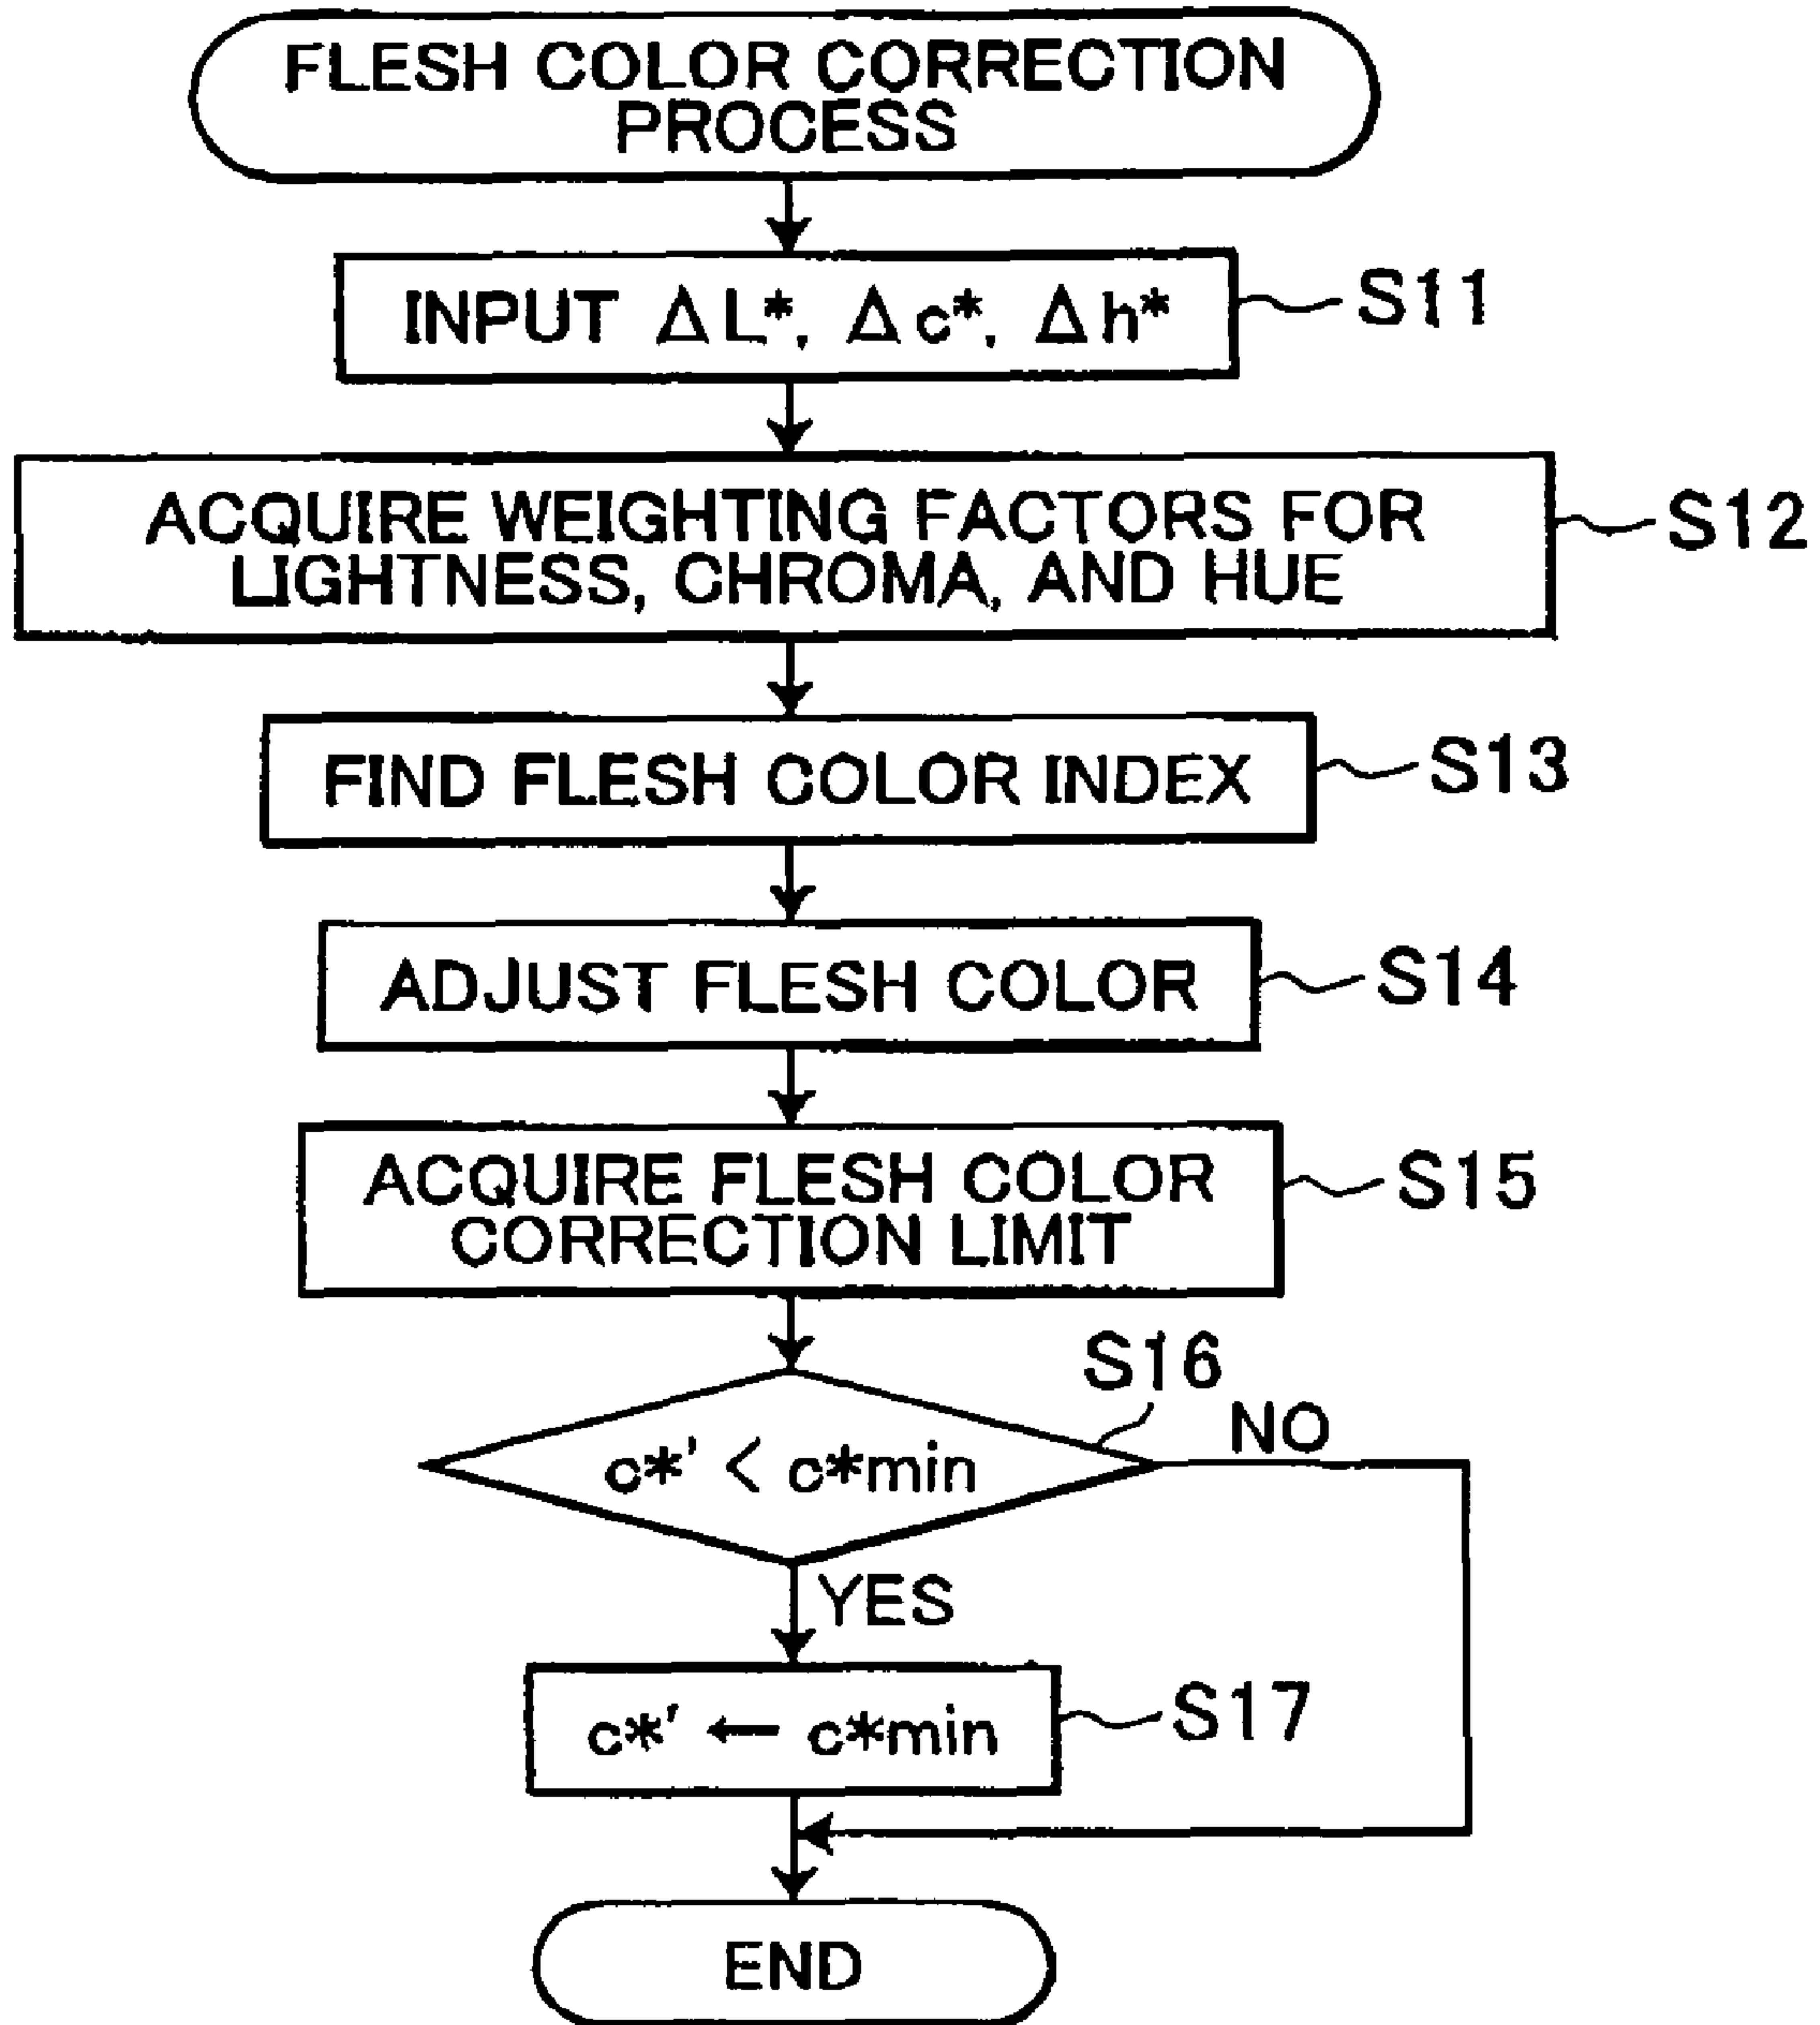 FLESH COLOR CORRECTION
PROCESS
INPUT ΔL*, Δc*, Δh*
S11
ACQUIRE WEIGHTING FACTORS FOR
LIGHTNESS, CHROMA, AND HUE
S12
FIND FLESH COLOR INDEX
S13
ADJUST FLESH COLOR
S14
ACQUIRE FLESH COLOR
CORRECTION LIMIT
S15
S16
c*' < c*min
NO
YES
c*' ← c*min
S17
END